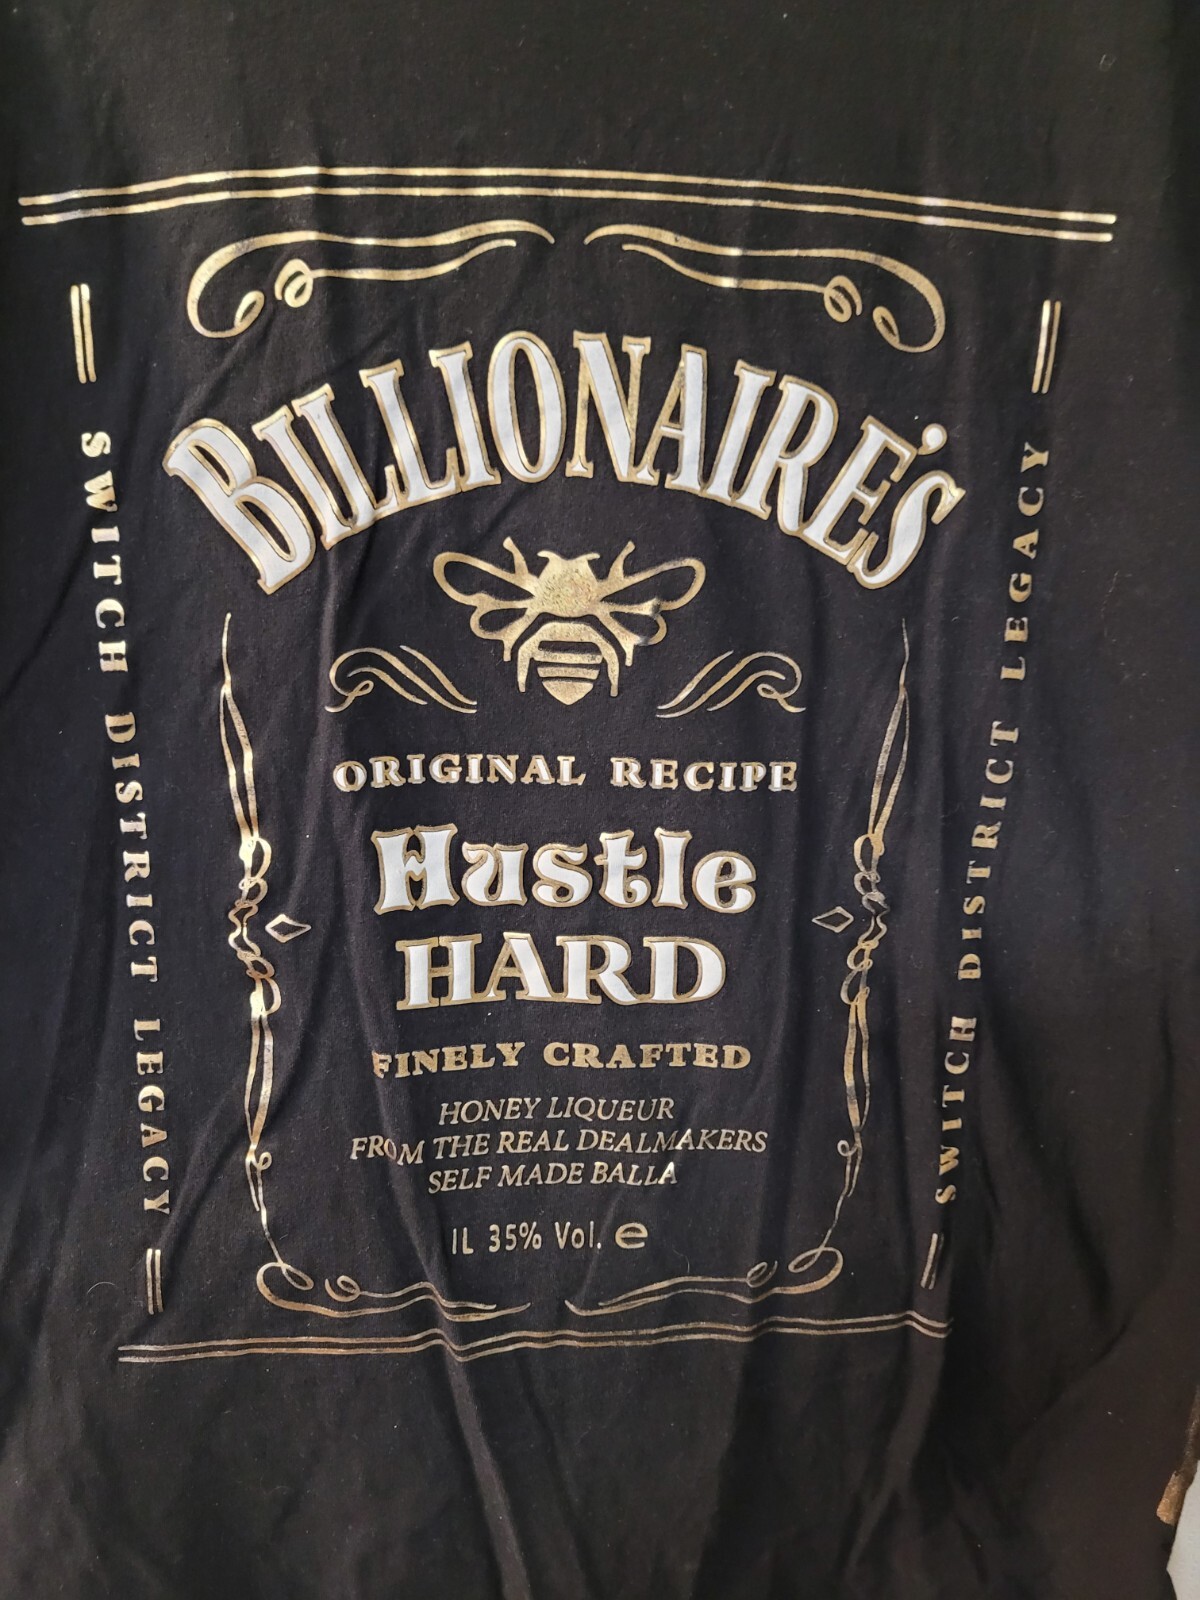 BILLIONAIRE'S
SWITCH DISTRICT LEGACY
SWITCH DISTRICT LEGACY
ORIGINAL RECIPE
Hustle
HARD
FINELY CRAFTED
HONEY LIQUEUR
FROM THE REAL DEALMAKERS
SELF MADE BALLA
1L 35% Vol. e